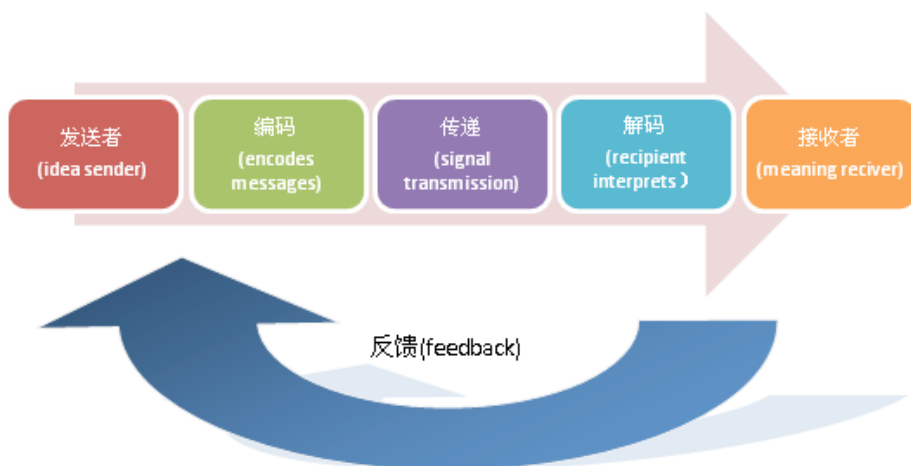 发送者
(idea sender)
编码
(encodes
messages)
传递
(signal
transmission)
解码
(recipient
interprets）
接收者
(meaning reciver)
反馈(feedback)